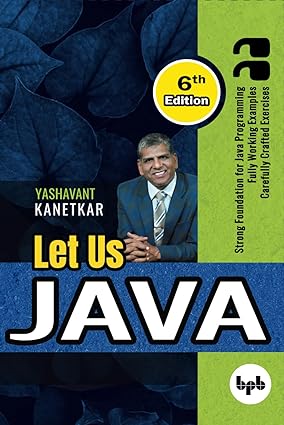 6th
Edition
Strong Foundation for Java Programming
Fully Working Examples
Carefully Crafted Exercises
YASHAVANT
KANETKAR
Let Us
JAVA
bpb